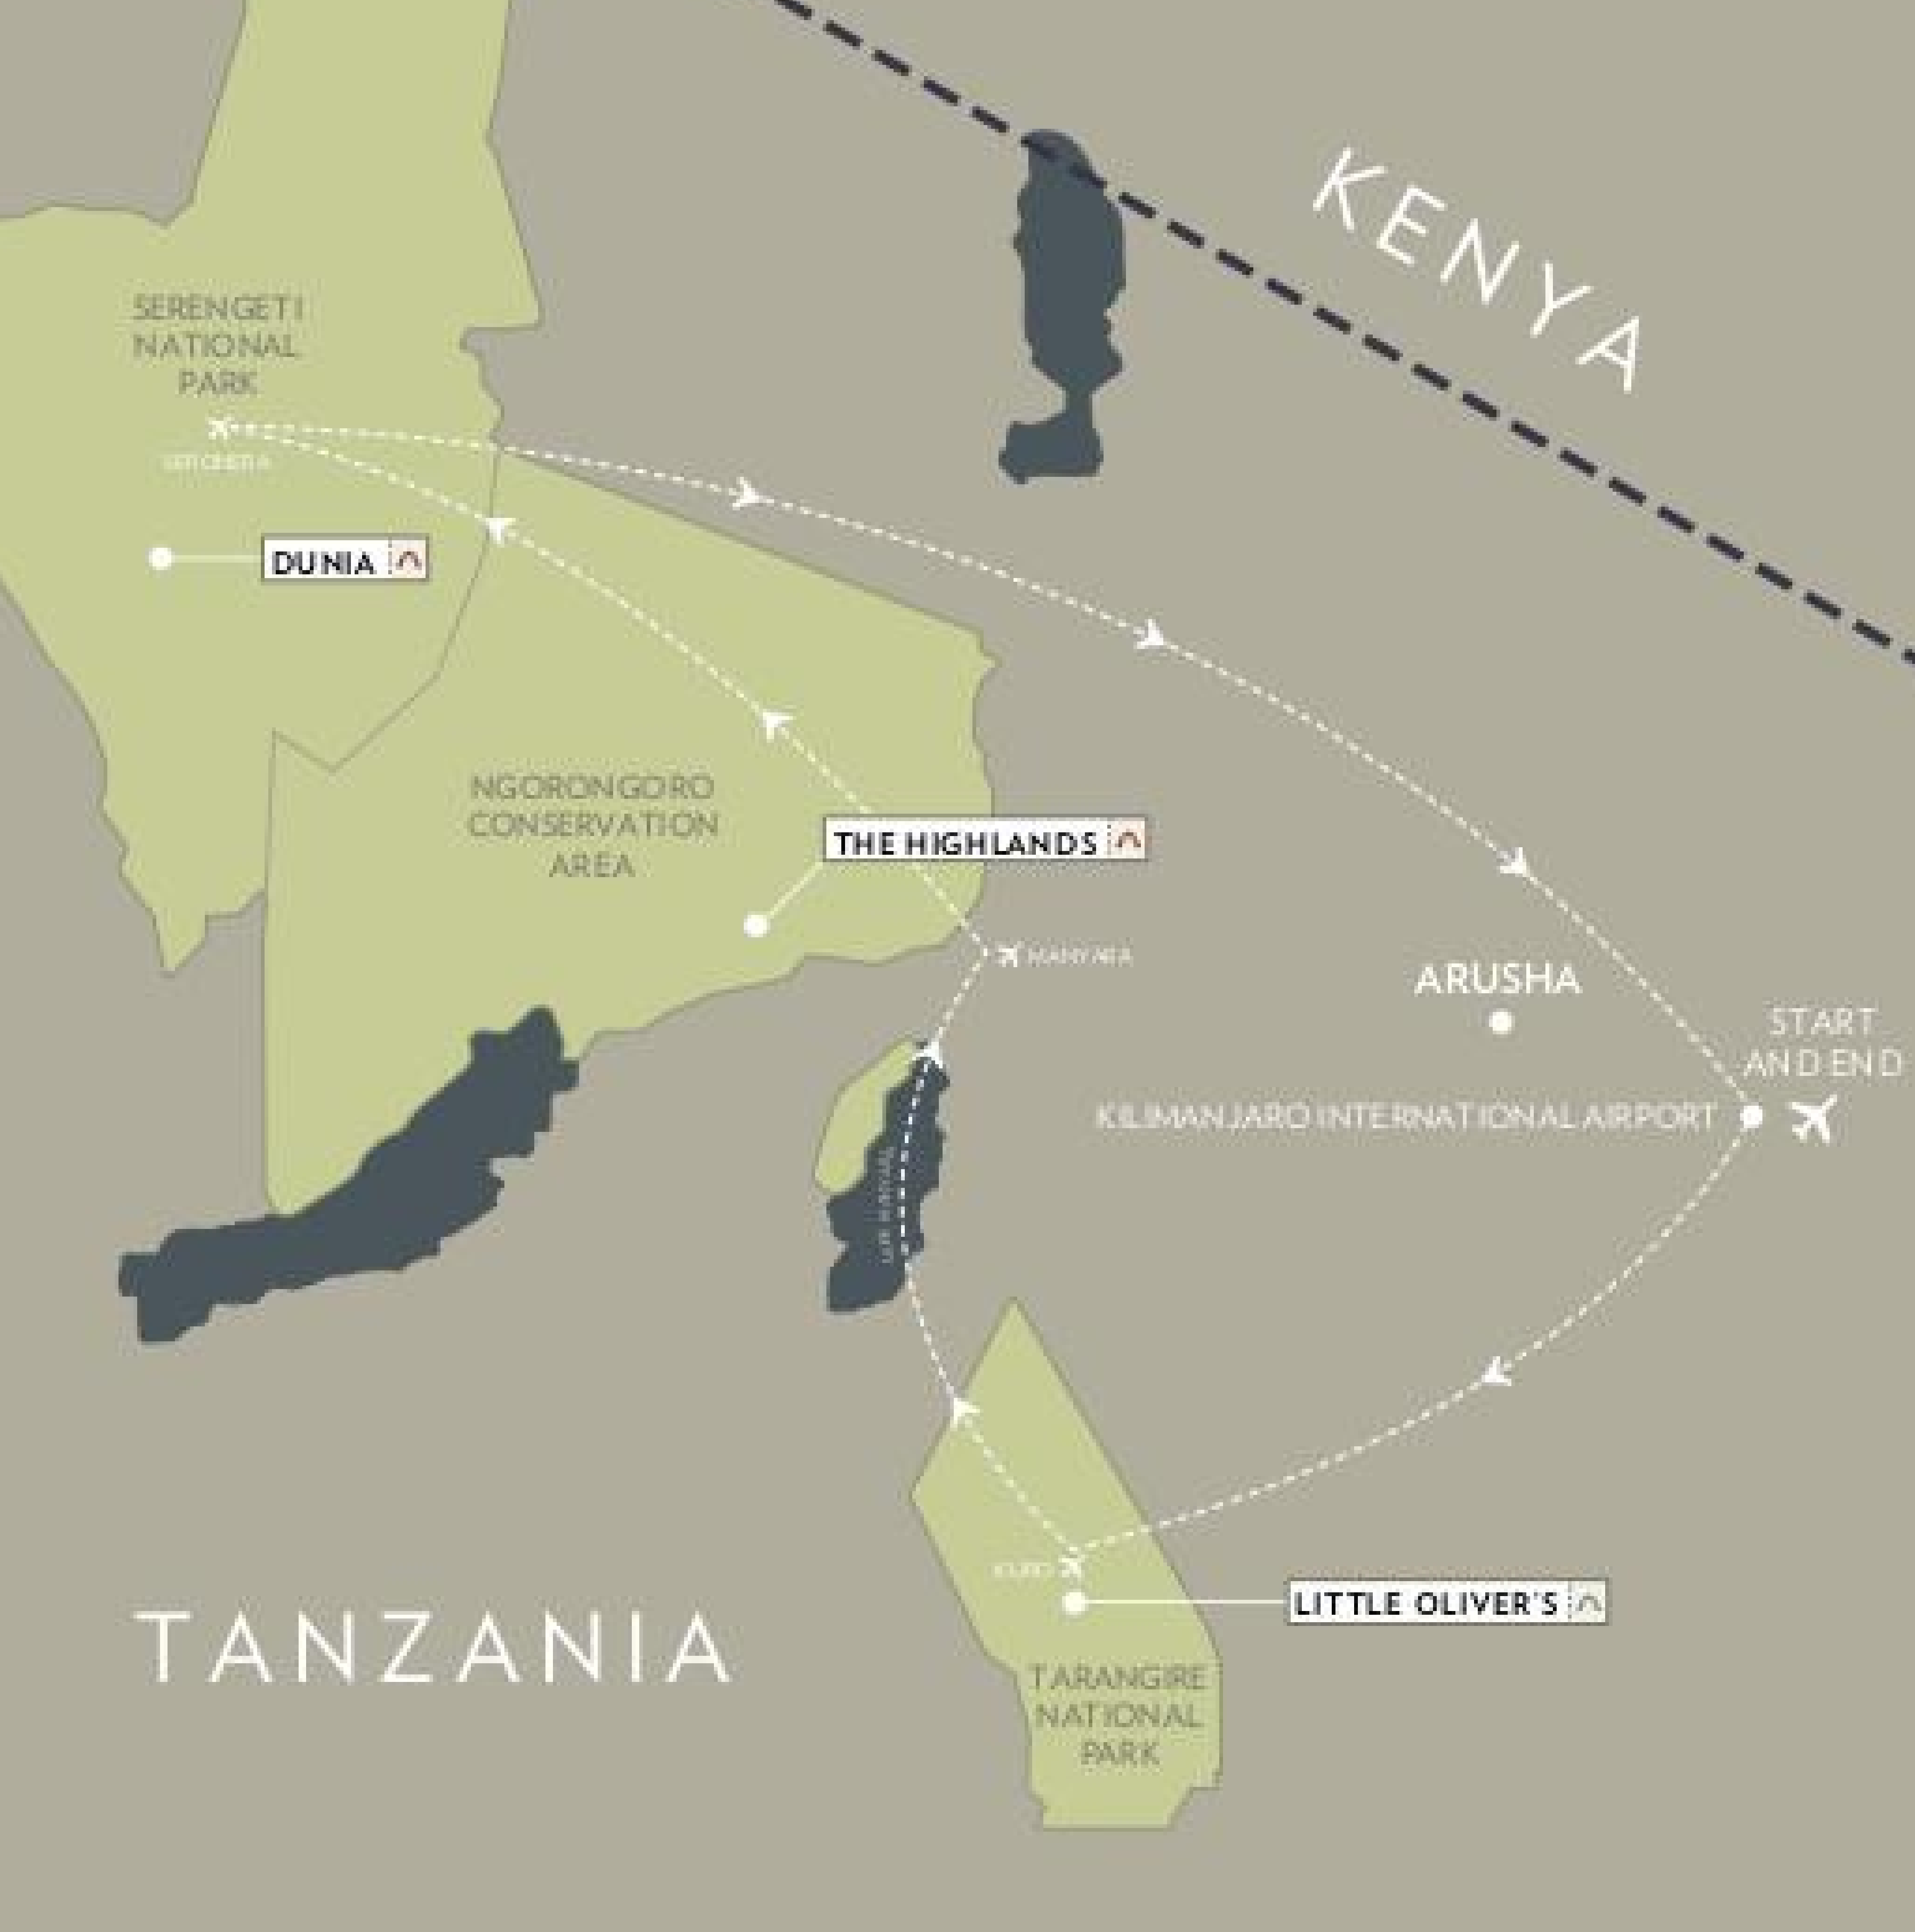 KENYA
SERENGETI
NATIONAL
PARK
DUNIA
NGORONGORO
CONSERVATION
AREA
THE HIGHLANDS
MANYARA
ARUSHA
START
AND END
KILIMANJARO INTERNATIONAL AIRPORT
LITTLE OLIVER'S
TANZANIA
TARANGIRE
NATIONAL
PARK